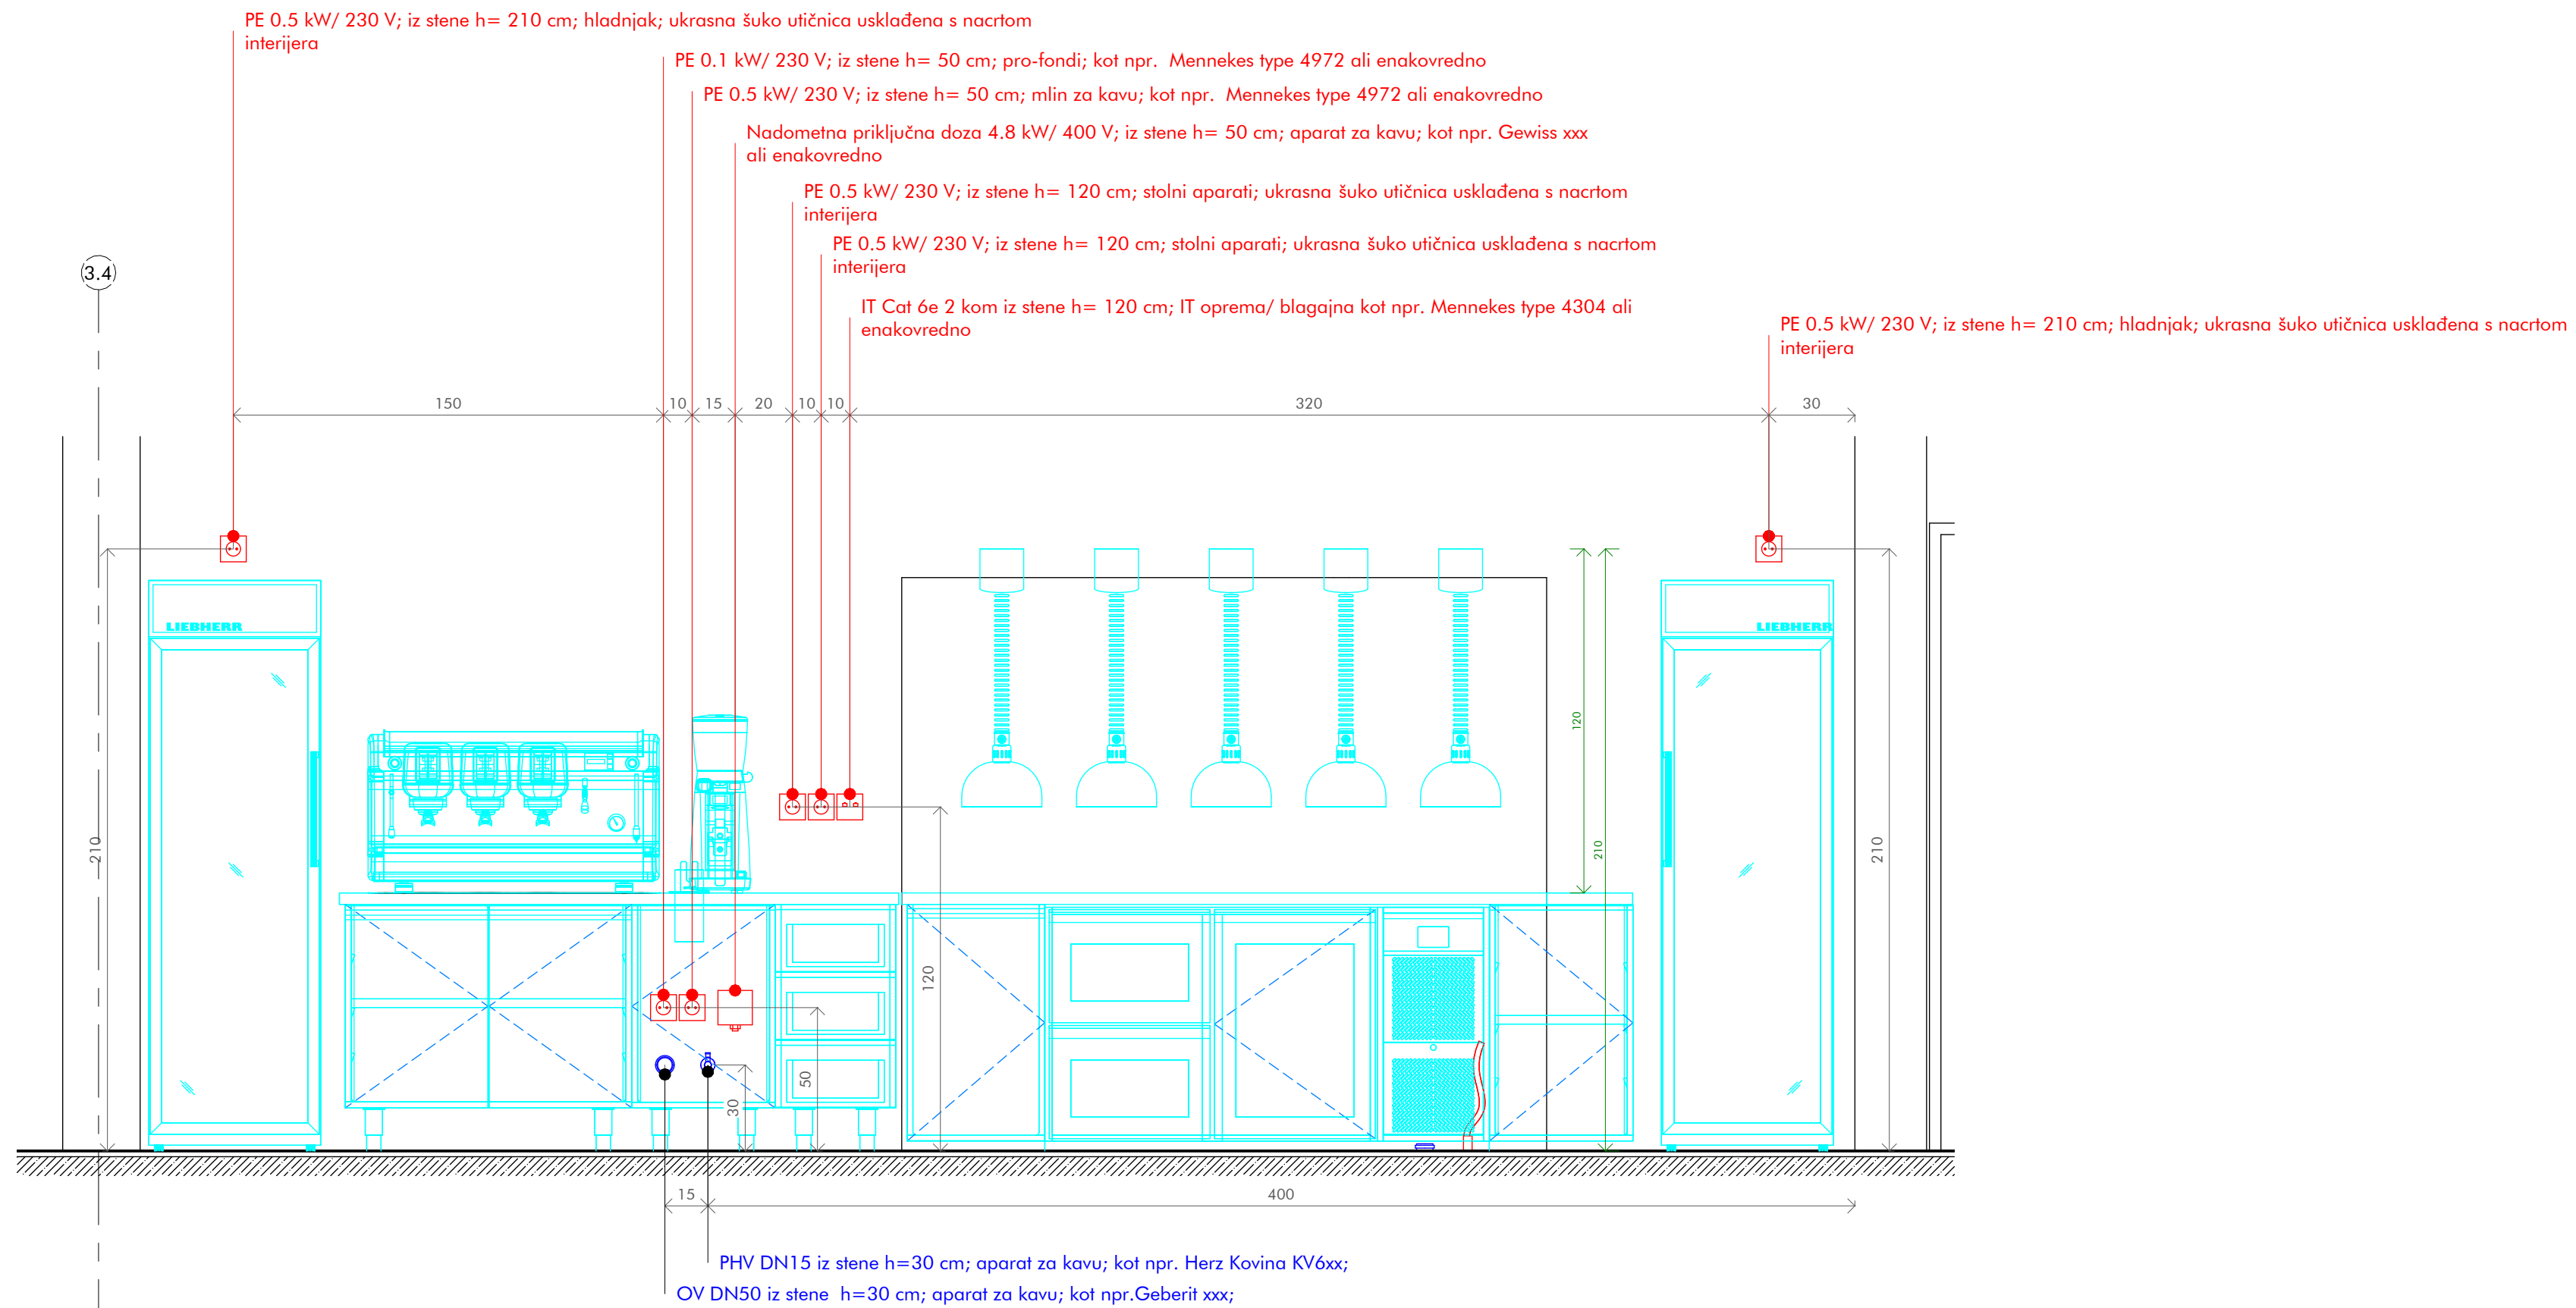 PE 0.5 kW/ 230 V; iz stene h= 210 cm; hladnjak; ukrasna šuko utičnica usklađena s nacrtom
interijera
PE 0.1 kW/ 230 V; iz stene h= 50 cm; pro-fondi; kot npr.  Mennekes type 4972 ali enakovredno
PE 0.5 kW/ 230 V; iz stene h= 50 cm; mlin za kavu; kot npr.  Mennekes type 4972 ali enakovredno
Nadometna priključna doza 4.8 kW/ 400 V; iz stene h= 50 cm; aparat za kavu; kot npr. Gewiss xxx
ali enakovredno
PE 0.5 kW/ 230 V; iz stene h= 120 cm; stolni aparati; ukrasna šuko utičnica usklađena s nacrtom
interijera
PE 0.5 kW/ 230 V; iz stene h= 120 cm; stolni aparati; ukrasna šuko utičnica usklađena s nacrtom
interijera
3.4
IT Cat 6e 2 kom iz stene h= 120 cm; IT oprema/ blagajna kot npr. Mennekes type 4304 ali
enakovredno
PE 0.5 kW/ 230 V; iz stene h= 210 cm; hladnjak; ukrasna šuko utičnica usklađena s nacrtom
interijera
150 10 15 20 10 10 320 30
LIEBHERR
LIEBHERR
120
210
210
210
120
50
30
15 400
PHV DN15 iz stene h=30 cm; aparat za kavu; kot npr. Herz Kovina KV6xx;
OV DN50 iz stene  h=30 cm; aparat za kavu; kot npr.Geberit xxx;